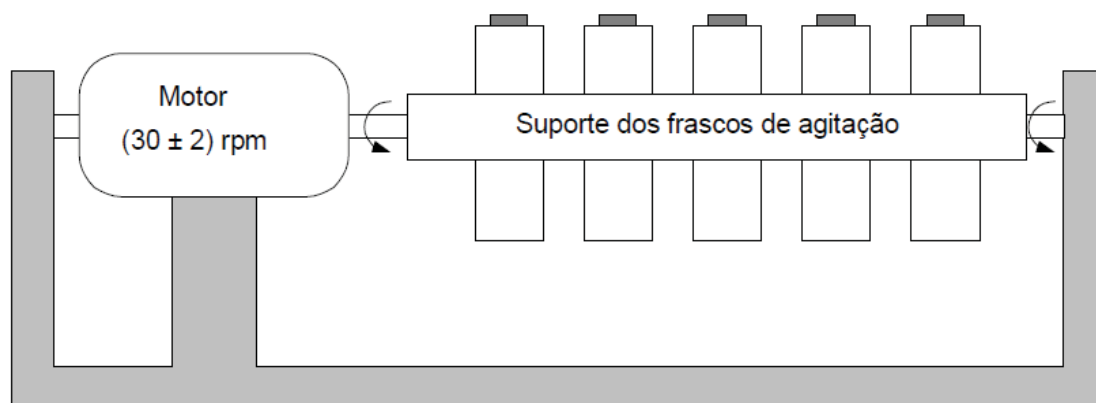 Motor
(30 ± 2) rpm
Suporte dos frascos de agitação